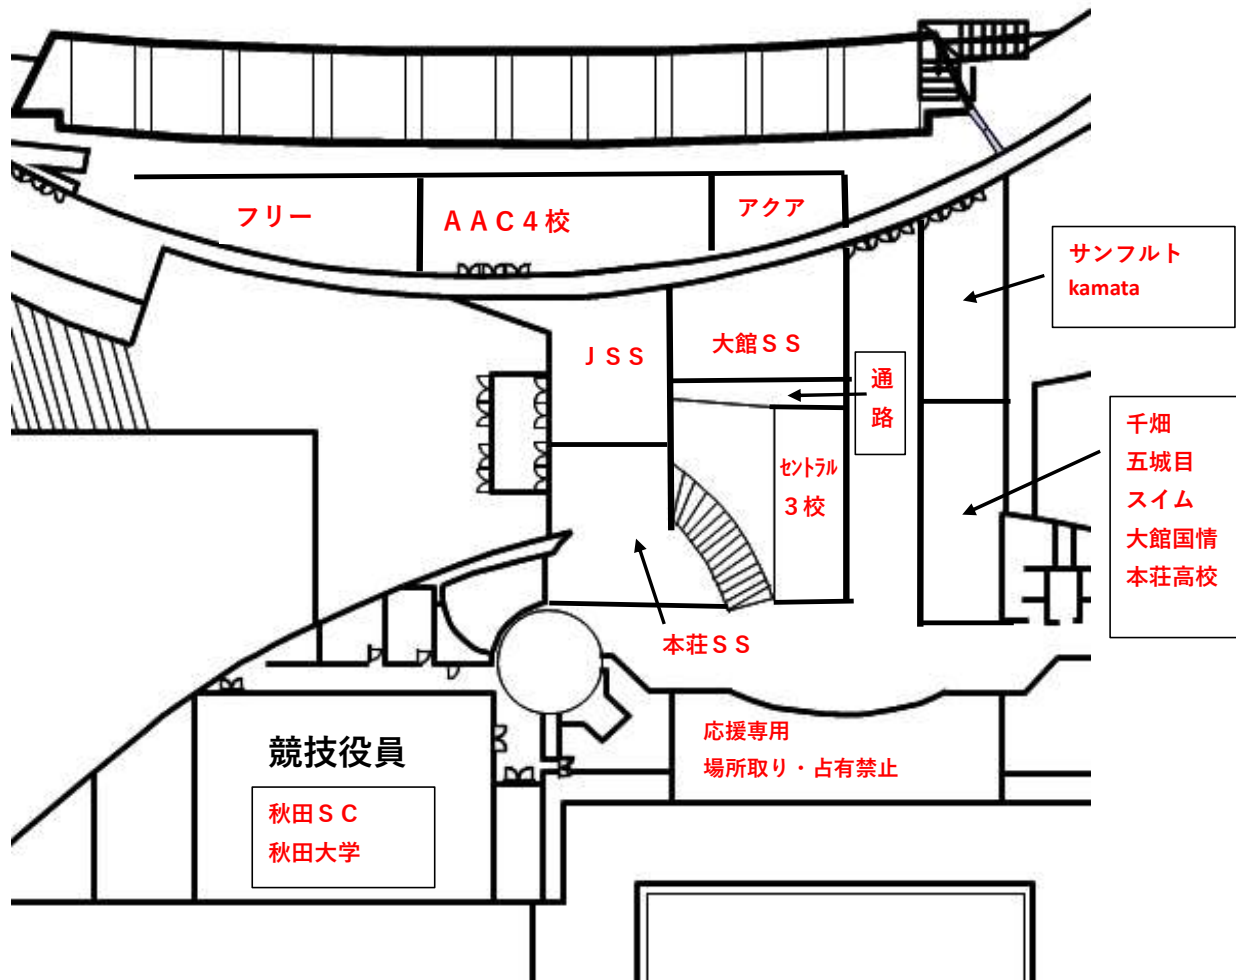 フリー
ＡＡＣ４校
アクア
サンフルト
kamata
ＪＳＳ
大館ＳＳ
通
路
千畑
五城目
スイム
大館国情
本荘高校
ｾﾝﾄﾗﾙ
３校
本荘ＳＳ
応援専用
場所取り・占有禁止
競技役員
秋田ＳＣ
秋田大学